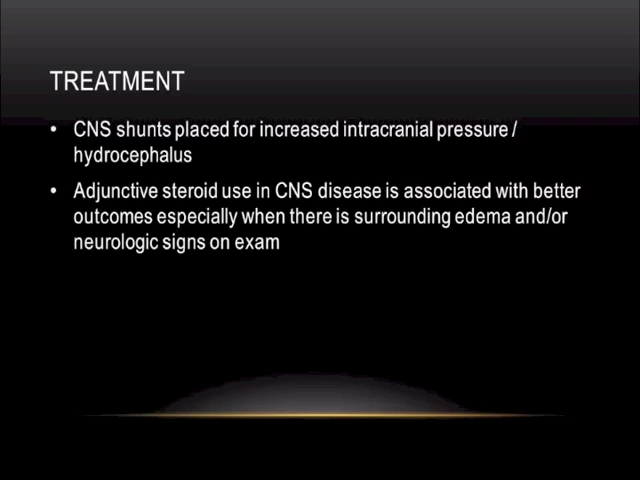 TREATMENT
• CNS shunts placed for increased intracranial pressure /
hydrocephalus
• Adjunctive steroid use in CNS disease is associated with better
outcomes especially when there is surrounding edema and/or
neurologic signs on exam